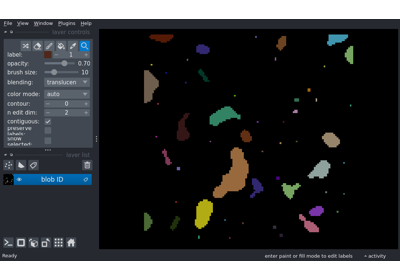 File View Window Plugins Help
layer controls
label: 1
opacity: 0.70
brush size: 10
blending: translucen
color mode: auto
contour: 0
n edit dim: 2
contiguous:
preserve
labels:
show
selected:
layer list
blob ID
Ready enter paint or fill mode to edit labels activity